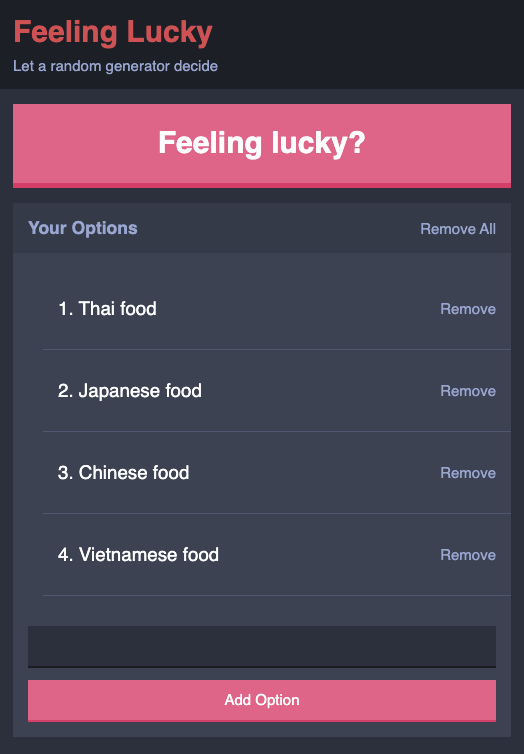 Feeling Lucky
Let a random generator decide
Feeling lucky?
Your Options Remove All
1. Thai food Remove
2. Japanese food Remove
3. Chinese food Remove
4. Vietnamese food Remove
Add Option